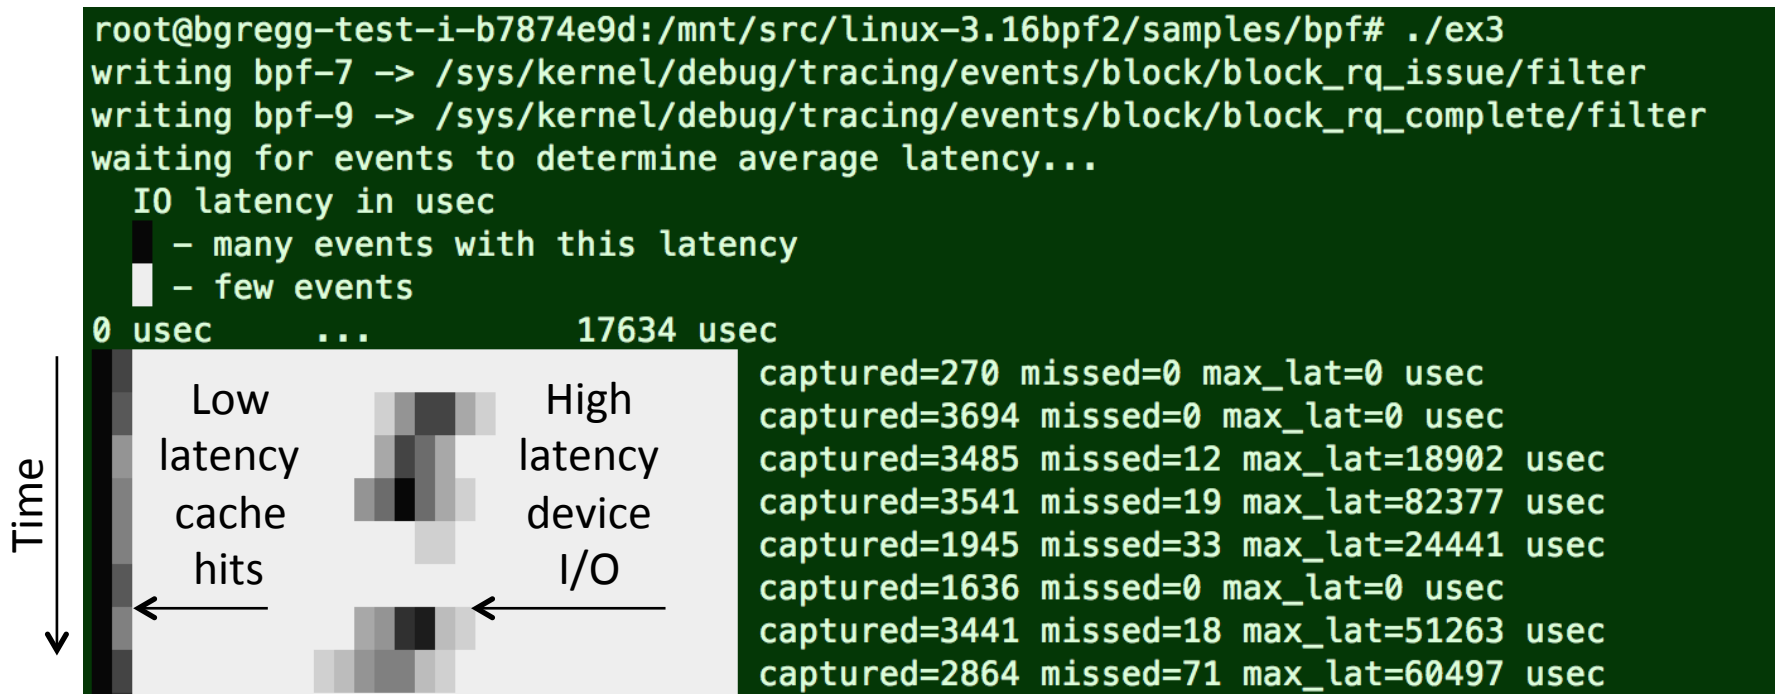 root@bgregg-test-i-b7874e9d:/mnt/src/linux-3.16bpf2/samples/bpf# ./ex3
writing bpf-7 -> /sys/kernel/debug/tracing/events/block/block_rq_issue/filter
writing bpf-9 -> /sys/kernel/debug/tracing/events/block/block_rq_complete/filter
waiting for events to determine average latency...
IO latency in usec
- many events with this latency
- few events
0 usec ... 17634 usec
captured=270 missed=0 max_lat=0 usec
captured=3694 missed=0 max_lat=0 usec
captured=3485 missed=12 max_lat=18902 usec
captured=3541 missed=19 max_lat=82377 usec
captured=1945 missed=33 max_lat=24441 usec
captured=1636 missed=0 max_lat=0 usec
captured=3441 missed=18 max_lat=51263 usec
captured=2864 missed=71 max_lat=60497 usec
Time
Low
latency
cache
hits
High
latency
device
I/O